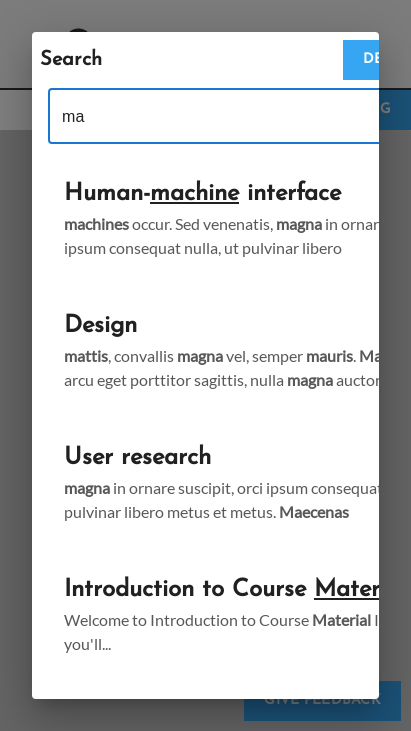 Search DE
G
ma
Human-machine interface
machines occur. Sed venenatis, magna in ornar
ipsum consequat nulla, ut pulvinar libero
Design
mattis, convallis magna vel, semper mauris. Ma
arcu eget porttitor sagittis, nulla magna auctor
User research
magna in ornare suscipit, orci ipsum consequat
pulvinar libero metus et metus. Maecenas
Introduction to Course Mater
Welcome to Introduction to Course Material l
you'll...
GIVE FEEDBACK